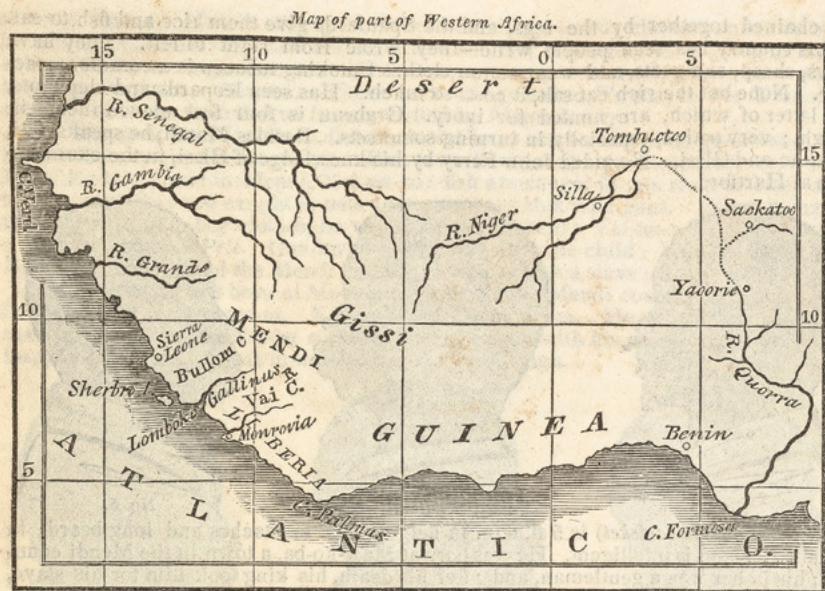 Map of part of Western Africa.
15
10
5
0
5
Desert
R. Senegal
Tombuctoo
15
C. Verd.
R. Gambia
Silla
R. Niger
Sackatoo
R. Grande
Yaoorie
10
Gissi
10
MENDI
Sierra
Leone
Bullom C
R. Quorra
Sherbro I.
Gallinus R
Vai C.
Lomboko
GUINEA
LIBERIA
Monrovia
Benin
5
C. Palmas
C. Formosa
ATLANTIC O.